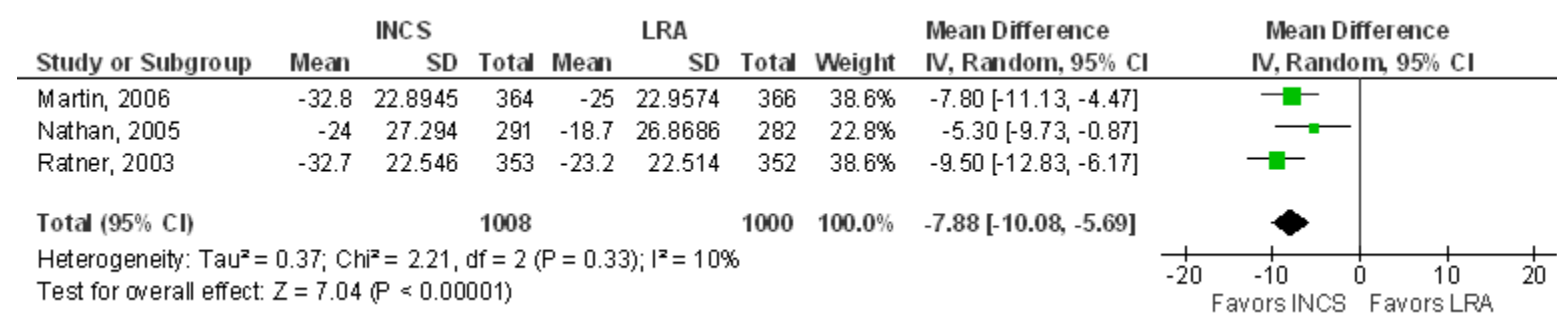 INCS LRA Mean Difference Mean Difference
Study or Subgroup Mean SD Total Mean SD Total Weight IV, Random, 95% CI IV, Random, 95% CI
Martin, 2006 -32.8 22.8945 364 -25 22.9574 366 38.6% -7.80 [-11.13, -4.47]
Nathan, 2005 -24 27.294 291 -18.7 26.8686 282 22.8% -5.30 [-9.73, -0.87]
Ratner, 2003 -32.7 22.546 353 -23.2 22.514 352 38.6% -9.50 [-12.83, -6.17]
Total (95% CI) 1008 1000 100.0% -7.88 [-10.08, -5.69]
Heterogeneity: Tau² = 0.37; Chi² = 2.21, df = 2 (P = 0.33); I² = 10%
Test for overall effect: Z = 7.04 (P < 0.00001)
-20 -10 0 10 20
Favors INCS Favors LRA